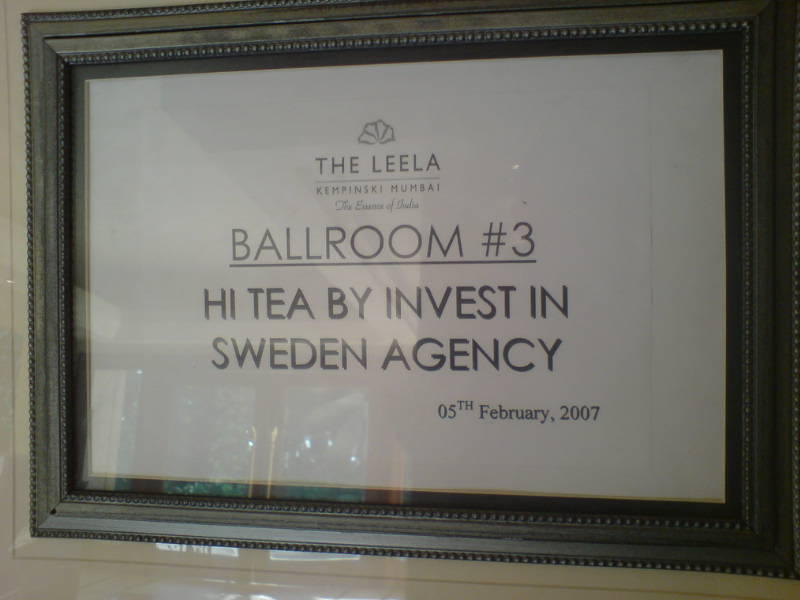 THE LEELA
KEMPINSKI MUMBAI
The Essence of India
BALLROOM #3
HI TEA BY INVEST IN
SWEDEN AGENCY
05TH February, 2007